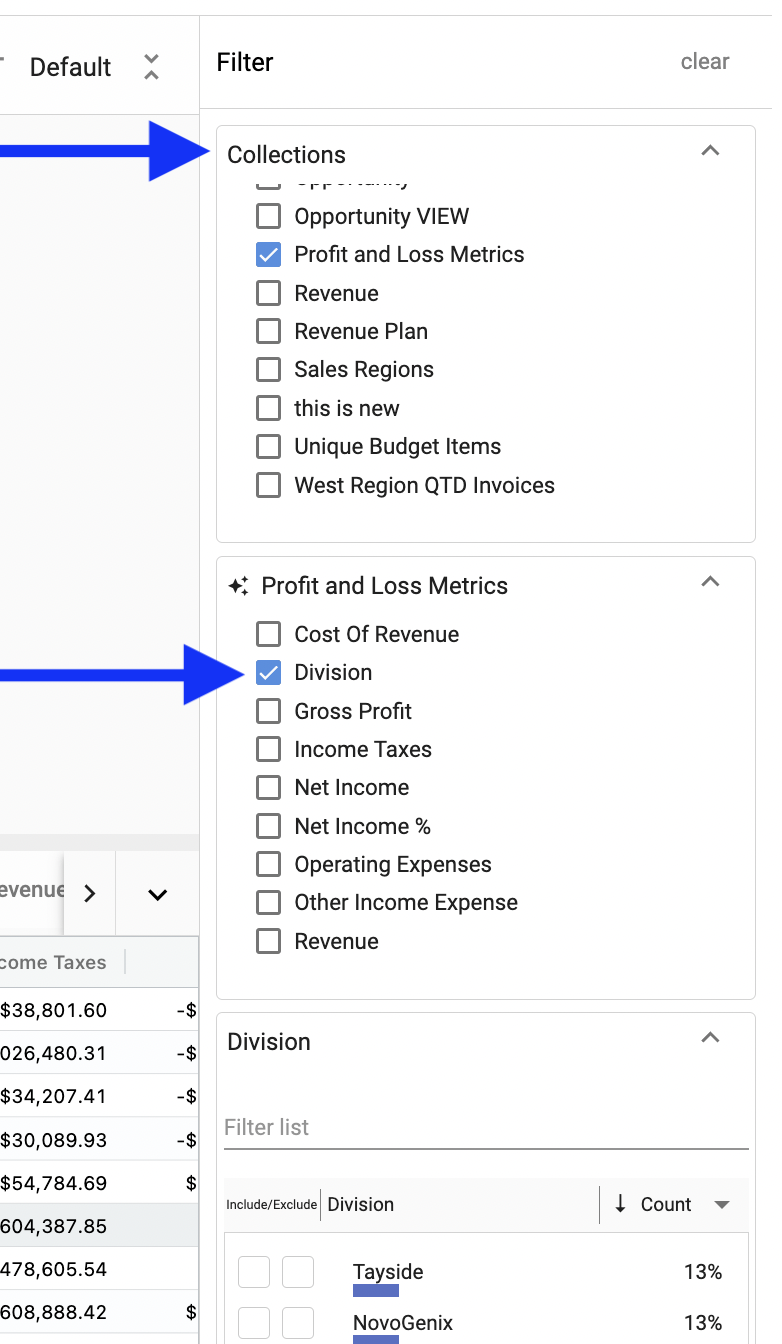 Default
Filter
clear
Collections
Opportunity
Opportunity VIEW
Profit and Loss Metrics
Revenue
Revenue Plan
Sales Regions
this is new
Unique Budget Items
West Region QTD Invoices
Profit and Loss Metrics
Cost Of Revenue
Division
Gross Profit
Income Taxes
Net Income
Net Income %
Operating Expenses
Other Income Expense
Revenue
evenue
come Taxes
$38,801.60 -$
026,480.31 -$
$34,207.41 -$
$30,089.93 -$
$54,784.69 $
604,387.85
478,605.54
608,888.42 $
Division
Filter list
Include/Exclude Division Count
Tayside 13%
NovoGenix 13%